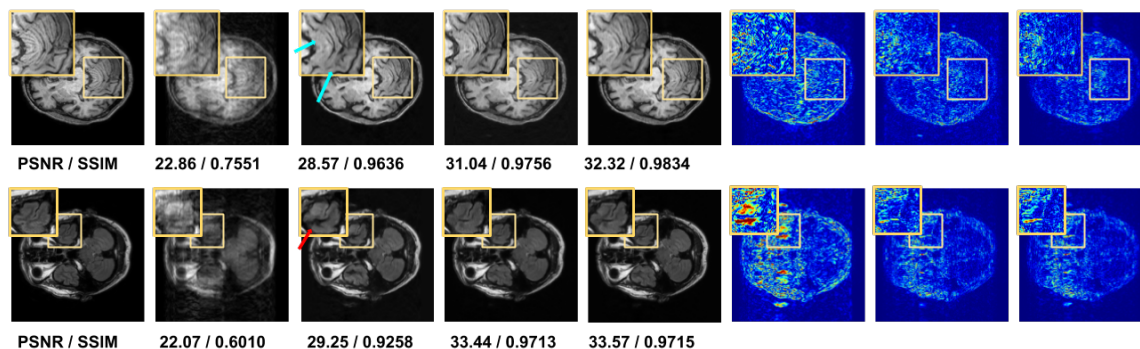 PSNR / SSIM 22.86 / 0.7551 28.57 / 0.9636 31.04 / 0.9756 32.32 / 0.9834
PSNR / SSIM 22.07 / 0.6010 29.25 / 0.9258 33.44 / 0.9713 33.57 / 0.9715